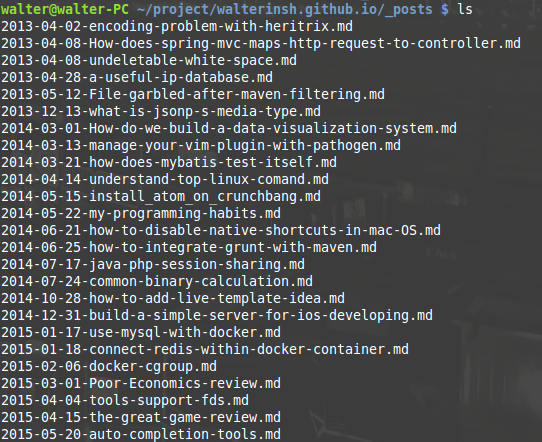 walter@walter-PC ~/project/walterinsh.github.io/_posts $ ls
2013-04-02-encoding-problem-with-heritrix.md
2013-04-08-How-does-spring-mvc-maps-http-request-to-controller.md
2013-04-08-undeletable-white-space.md
2013-04-28-a-useful-ip-database.md
2013-05-12-File-garbled-after-maven-filtering.md
2013-12-13-what-is-jsonp-s-media-type.md
2014-03-01-How-do-we-build-a-data-visualization-system.md
2014-03-13-manage-your-vim-plugin-with-pathogen.md
2014-03-21-how-does-mybatis-test-itself.md
2014-04-14-understand-top-linux-comand.md
2014-05-15-install_atom_on_crunchbang.md
2014-05-22-my-programming-habits.md
2014-06-21-how-to-disable-native-shortcuts-in-mac-OS.md
2014-06-25-how-to-integrate-grunt-with-maven.md
2014-07-17-java-php-session-sharing.md
2014-07-24-common-binary-calculation.md
2014-10-28-how-to-add-live-template-idea.md
2014-12-31-build-a-simple-server-for-ios-developing.md
2015-01-17-use-mysql-with-docker.md
2015-01-18-connect-redis-within-docker-container.md
2015-02-06-docker-cgroup.md
2015-03-01-Poor-Economics-review.md
2015-04-04-tools-support-fds.md
2015-04-15-the-great-game-review.md
2015-05-20-auto-completion-tools.md